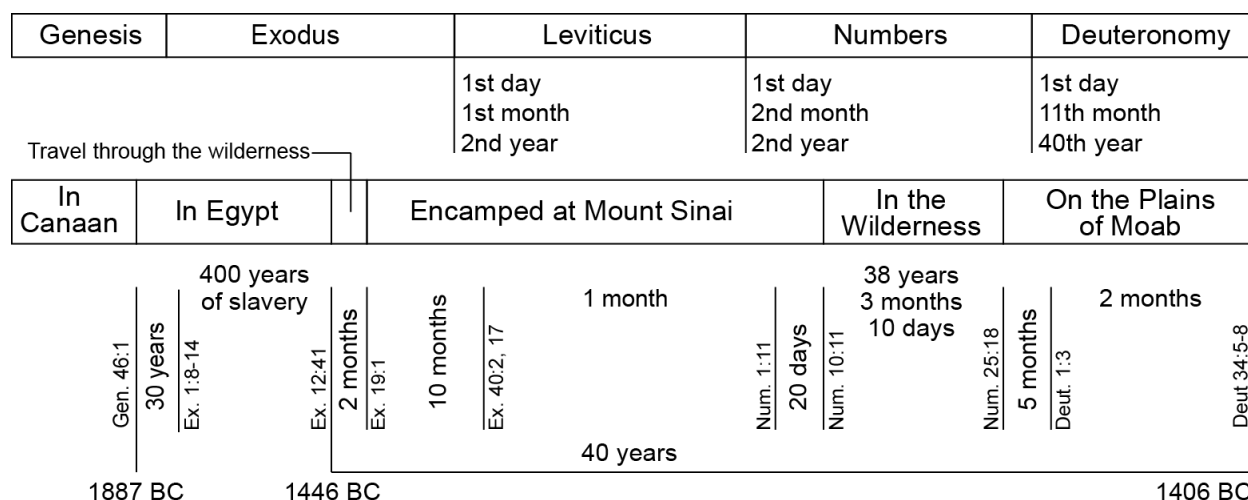 Genesis
Exodus
Leviticus
Numbers
Deuteronomy
1st day
1st month
2nd year
1st day
2nd month
2nd year
1st day
11th month
40th year
Travel through the wilderness
In
Canaan
In Egypt
Encamped at Mount Sinai
In the
Wilderness
On the Plains
of Moab
Gen. 46:1
30 years
Ex. 1:8-14
400 years
of slavery
Ex. 12:41
2 months
Ex. 19:1
10 months
Ex. 40:2, 17
1 month
Num. 1:11
20 days
Num. 10:11
38 years
3 months
10 days
Num. 25:18
5 months
Deut. 1:3
2 months
Deut 34:5-8
40 years
1887 BC
1446 BC
1406 BC